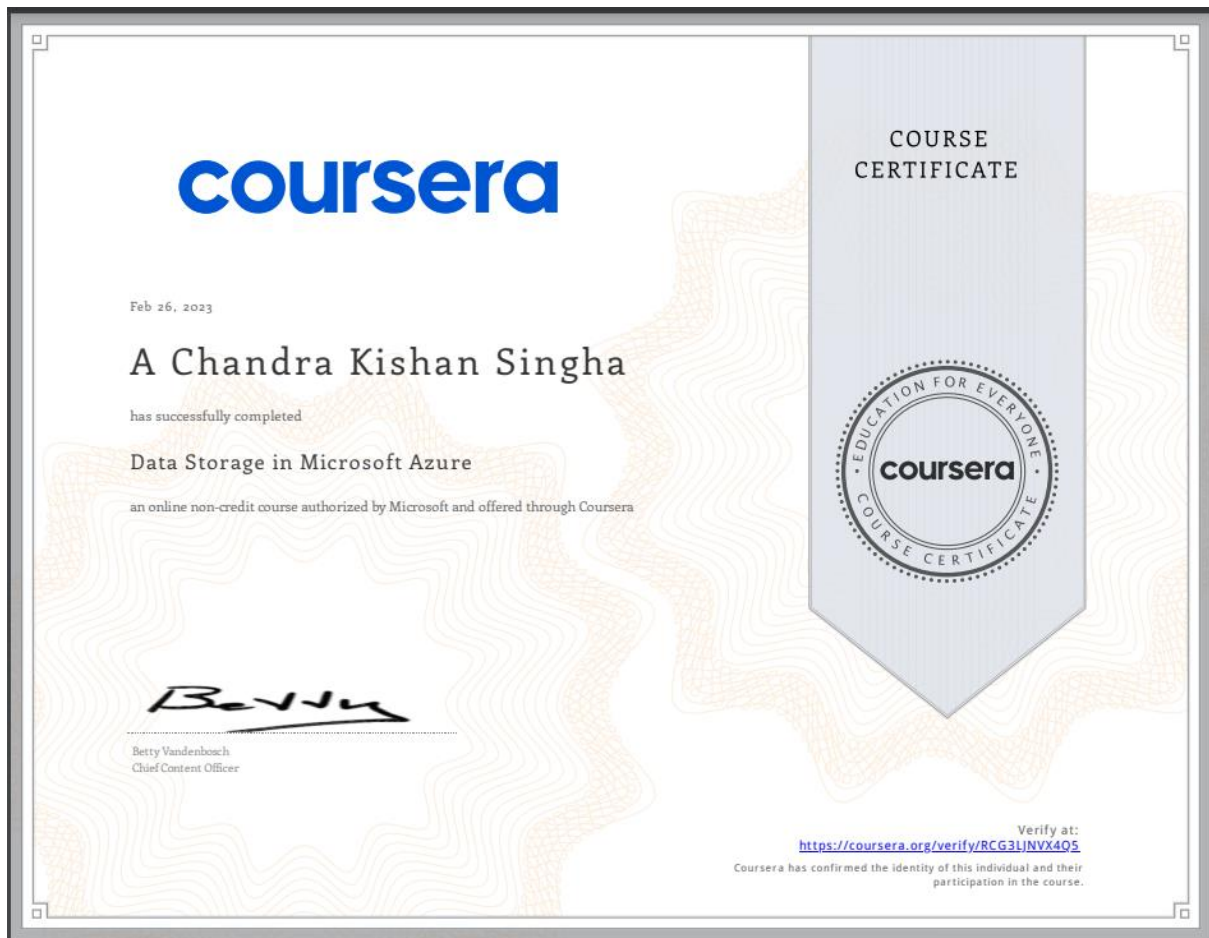 coursera
COURSE
CERTIFICATE
Feb 26, 2023
A Chandra Kishan Singha
has successfully completed
Data Storage in Microsoft Azure
an online non-credit course authorized by Microsoft and offered through Coursera
EDUCATION FOR EVERYONE
coursera
COURSE CERTIFICATE
Betty
Betty Vandenbosch
Chief Content Officer
Verify at:
https://coursera.org/verify/RCG3LJNVX4Q5
Coursera has confirmed the identity of this individual and their
participation in the course.